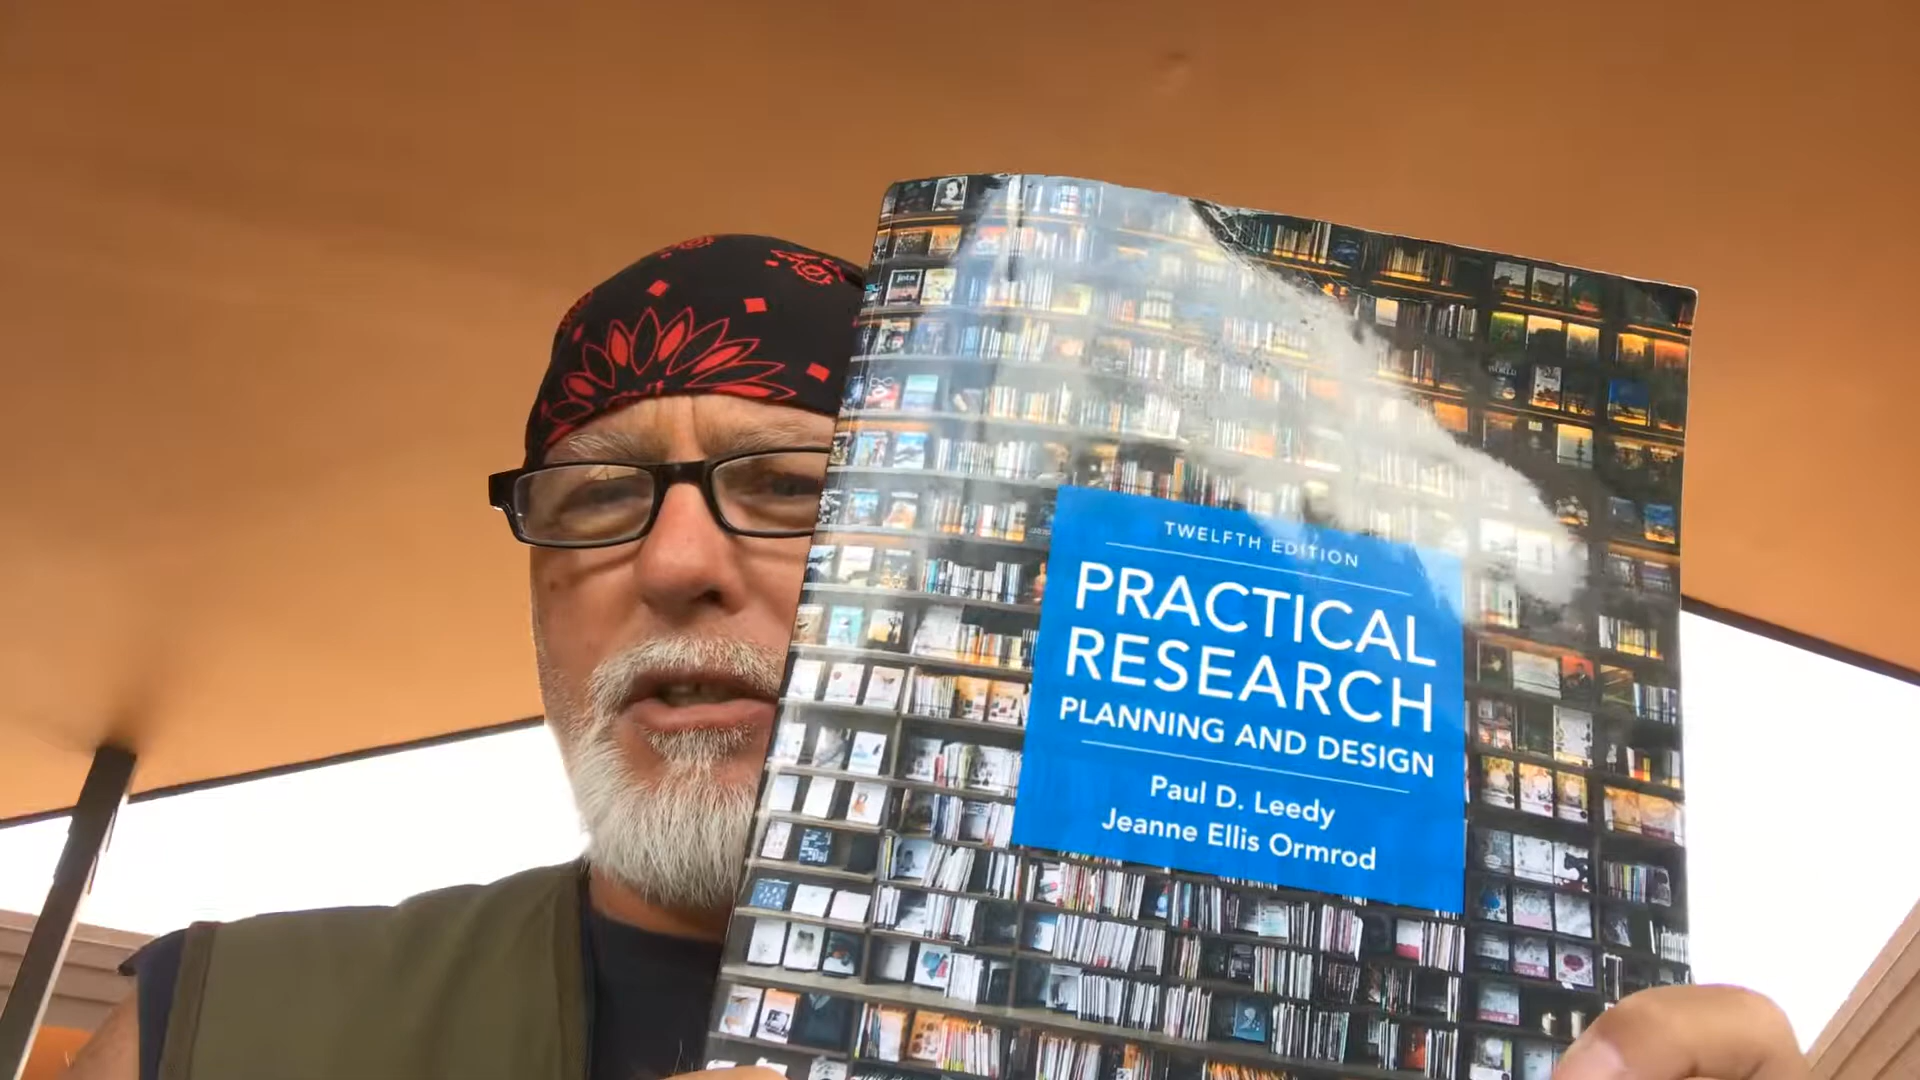 TWELFTH EDITION
PRACTICAL
RESEARCH
PLANNING AND DESIGN
Paul D. Leedy
Jeanne Ellis Ormrod